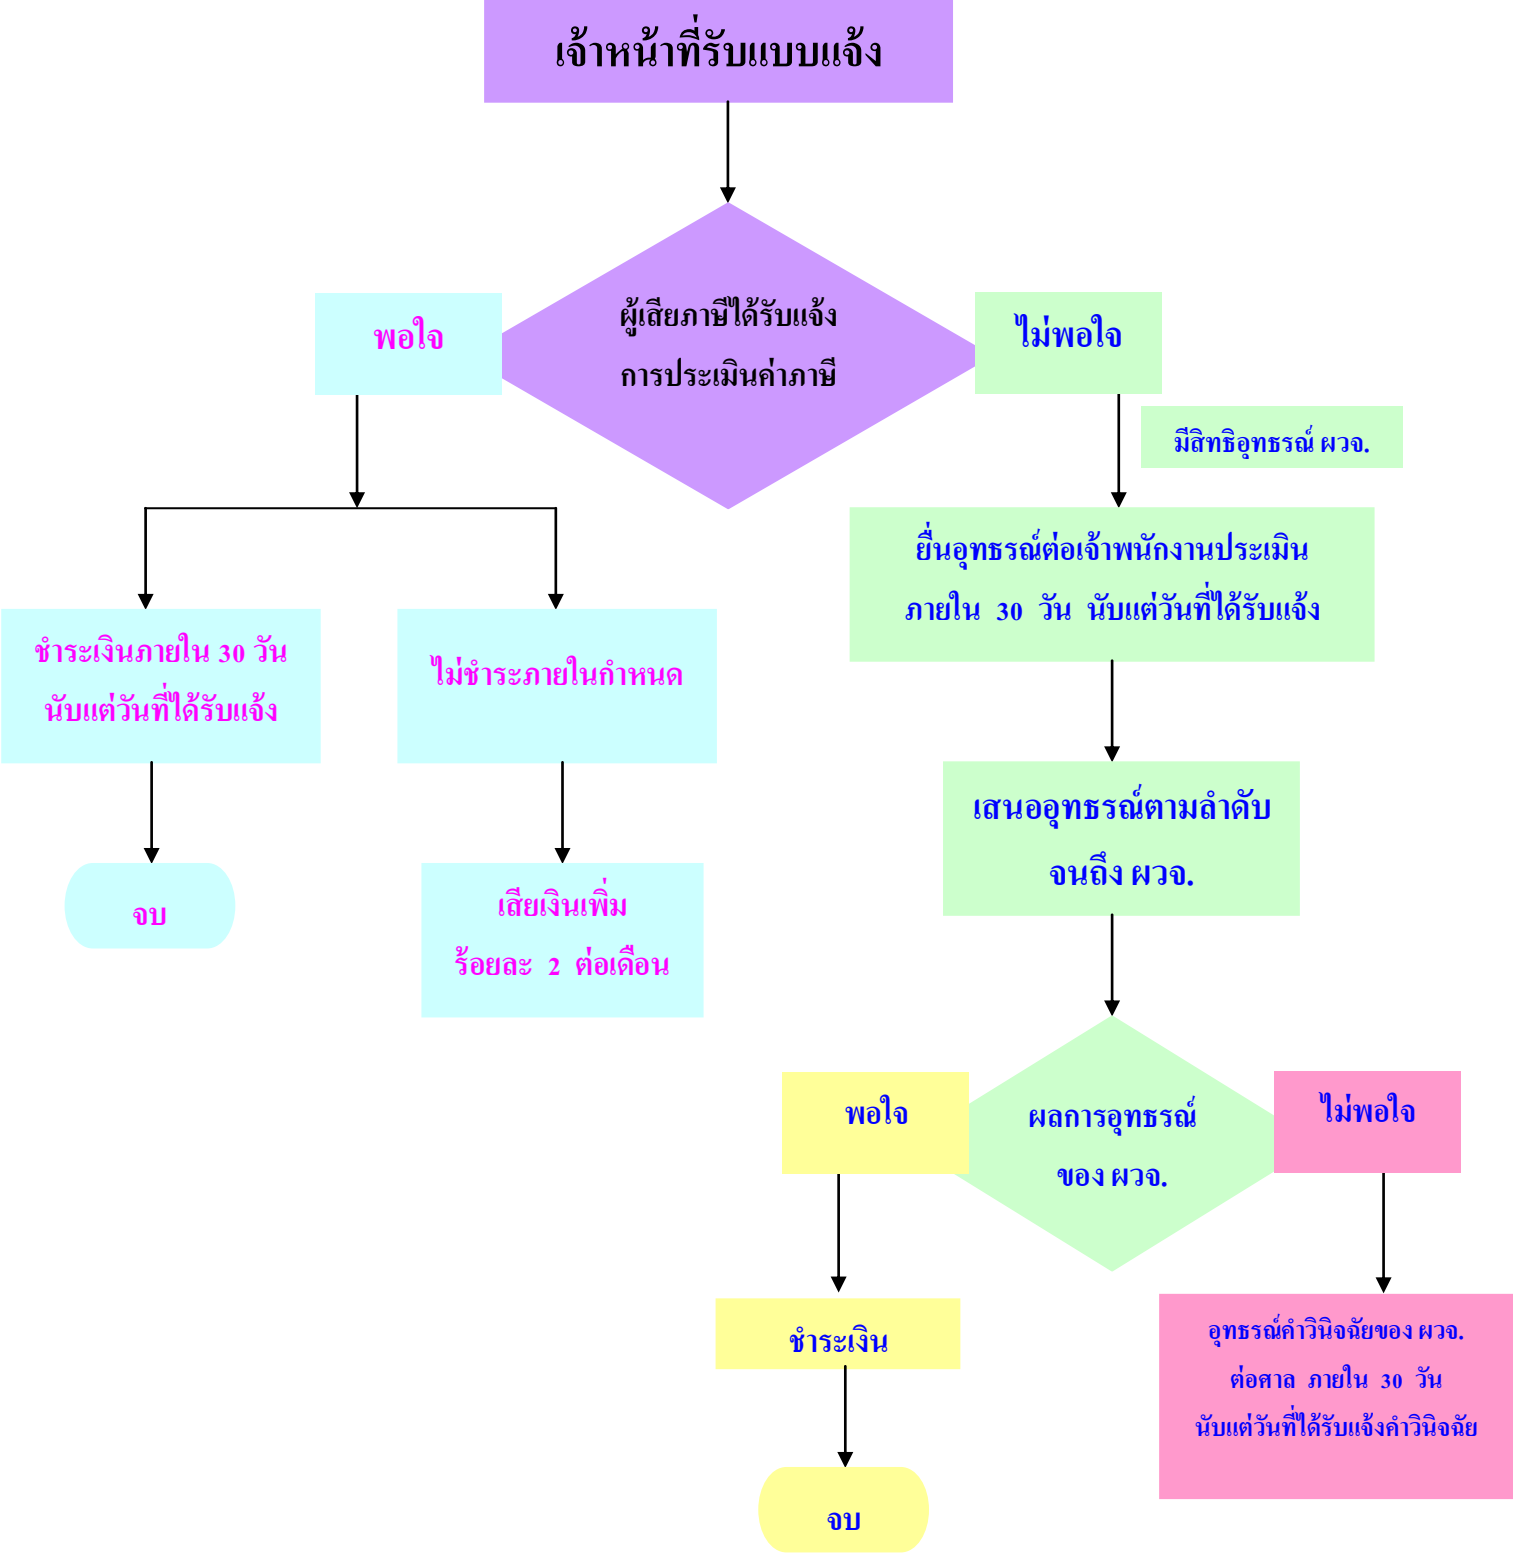 เจ้าหน้าที่รับแบบแจ้ง
ผู้เสียภาษีได้รับแจ้ง
การประเมินค่าภาษี
พอใจ
ไม่พอใจ
มีสิทธิอุทธรณ์ ผวจ.
ยื่นอุทธรณ์ต่อเจ้าพนักงานประเมิน
ภายใน 30 วัน นับแต่วันที่ได้รับแจ้ง
ชำระเงินภายใน 30 วัน
นับแต่วันที่ได้รับแจ้ง
ไม่ชำระภายในกำหนด
เสนออุทธรณ์ตามลำดับ
จนถึง ผวจ.
จบ
เสียเงินเพิ่ม
ร้อยละ 2 ต่อเดือน
พอใจ
ผลการอุทธรณ์
ของ ผวจ.
ไม่พอใจ
ชำระเงิน
อุทธรณ์คำวินิจฉัยของ ผวจ.
ต่อศาล ภายใน 30 วัน
นับแต่วันที่ได้รับแจ้งคำวินิจฉัย
จบ